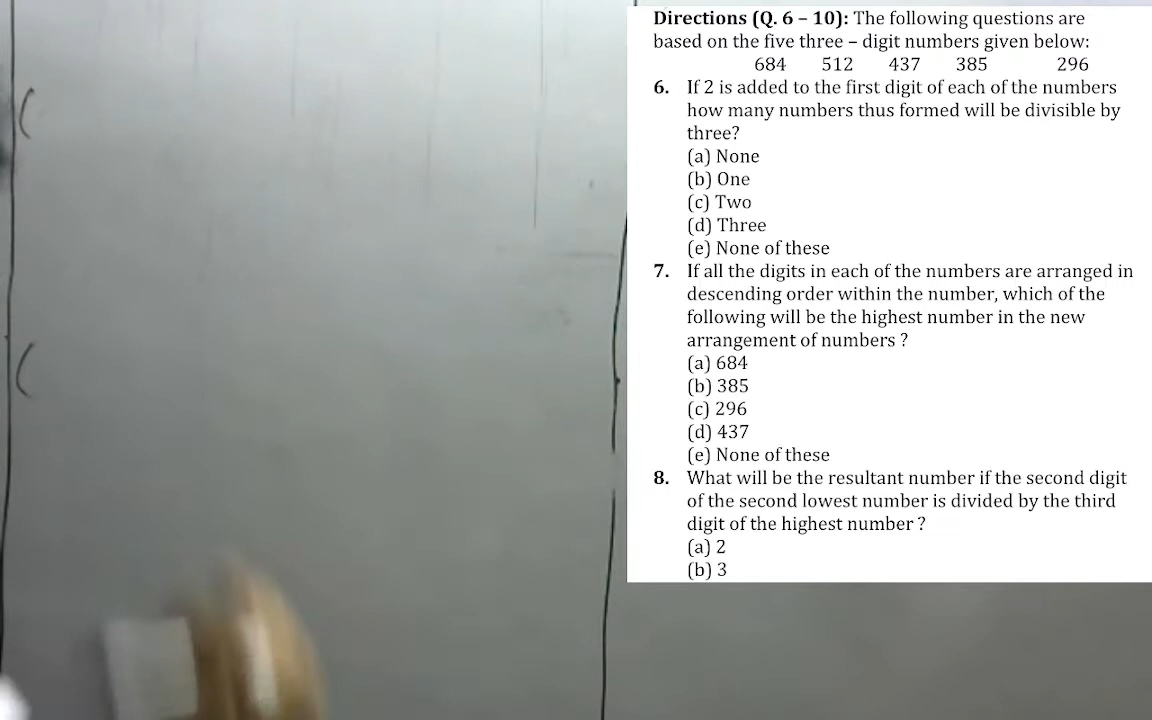 Directions (Q. 6 – 10): The following questions are
based on the five three – digit numbers given below:
684 512 437 385 296
6. If 2 is added to the first digit of each of the numbers
how many numbers thus formed will be divisible by
three?
(a) None
(b) One
(c) Two
(d) Three
(e) None of these
7. If all the digits in each of the numbers are arranged in
descending order within the number, which of the
following will be the highest number in the new
arrangement of numbers ?
(a) 684
(b) 385
(c) 296
(d) 437
(e) None of these
8. What will be the resultant number if the second digit
of the second lowest number is divided by the third
digit of the highest number ?
(a) 2
(b) 3